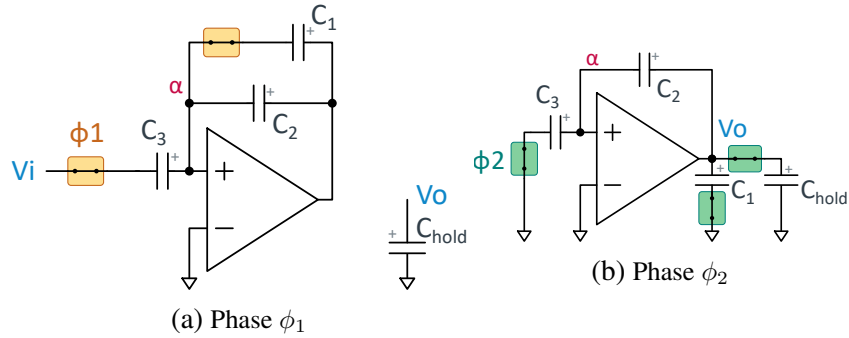 C1
+
α
+
C2
ϕ1
C3
+
Vi
+
−
Vo
+
Chold
(a) Phase ϕ1
α
+
C2
C3
+
ϕ2
+
−
Vo
+
C1
+
Chold
(b) Phase ϕ2